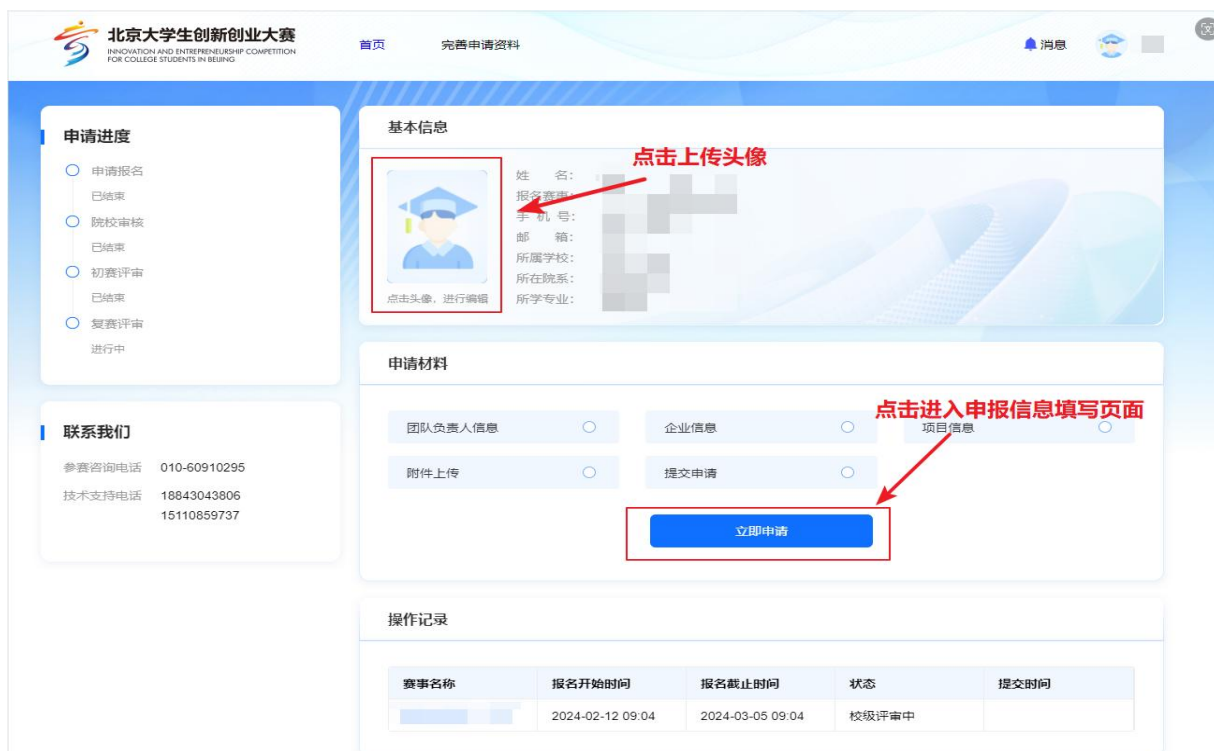 北京大学生创新创业大赛
INNOVATION AND ENTREPRENEURSHIP COMPETITION
FOR COLLEGE STUDENTS IN BEIJING
首页 完善申请资料 消息
申请进度
申请报名
已结束
院校审核
已结束
初赛评审
已结束
复赛评审
进行中
联系我们
参赛咨询电话 010-60910295
技术支持电话 18843043806
15110859737
基本信息
点击上传头像
姓 名:
报名赛事:
手 机 号:
邮 箱:
所属学校:
所在院系:
所学专业:
点击头像, 进行编辑
申请材料
点击进入申报信息填写页面
团队负责人信息 企业信息 项目信息
附件上传 提交申请
立即申请
操作记录
赛事名称 报名开始时间 报名截止时间 状态 提交时间
2024-02-12 09:04 2024-03-05 09:04 校级评审中